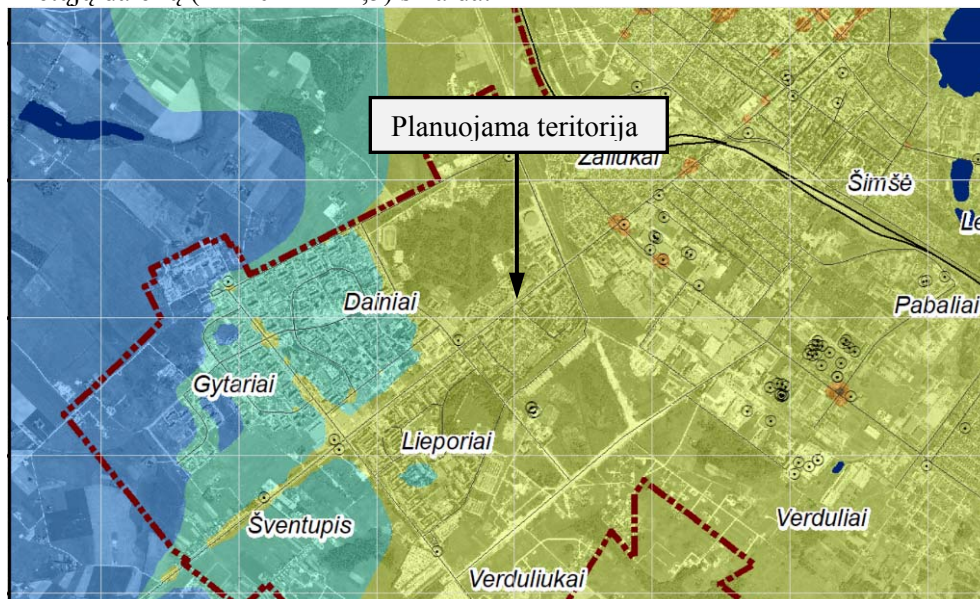 Planuojama teritorija
Žaliukai
Šimšė
Dainiai
Pabaliai
Gytariai
Lieporiai
Šventupis
Verduliai
Verduliukai